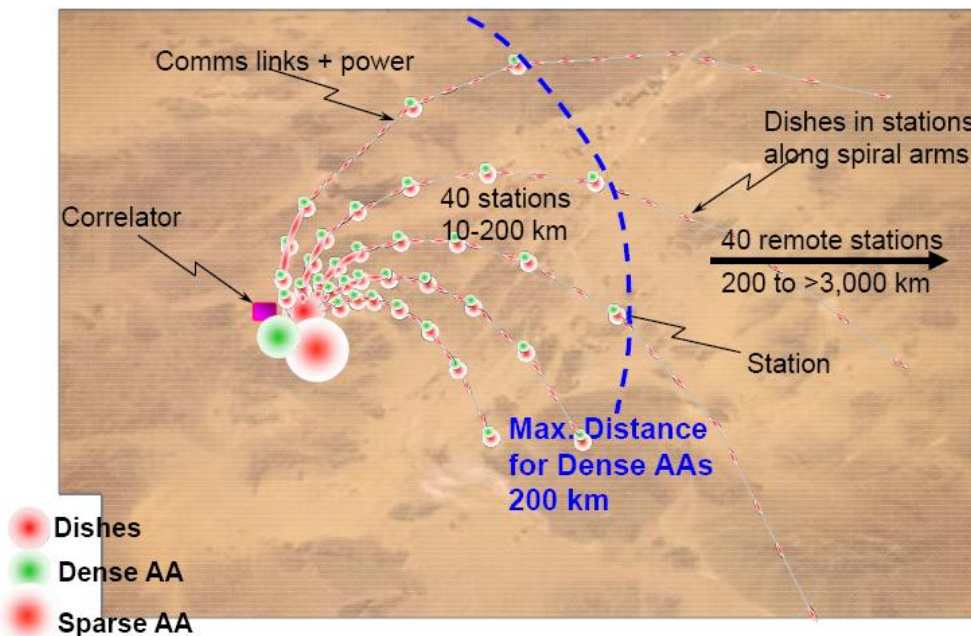 Comms links + power
Dishes in stations
along spiral arms
40 stations
10-200 km
Correlator
40 remote stations
200 to >3,000 km
Station
Max. Distance
for Dense AAs
200 km
Dishes
Dense AA
Sparse AA